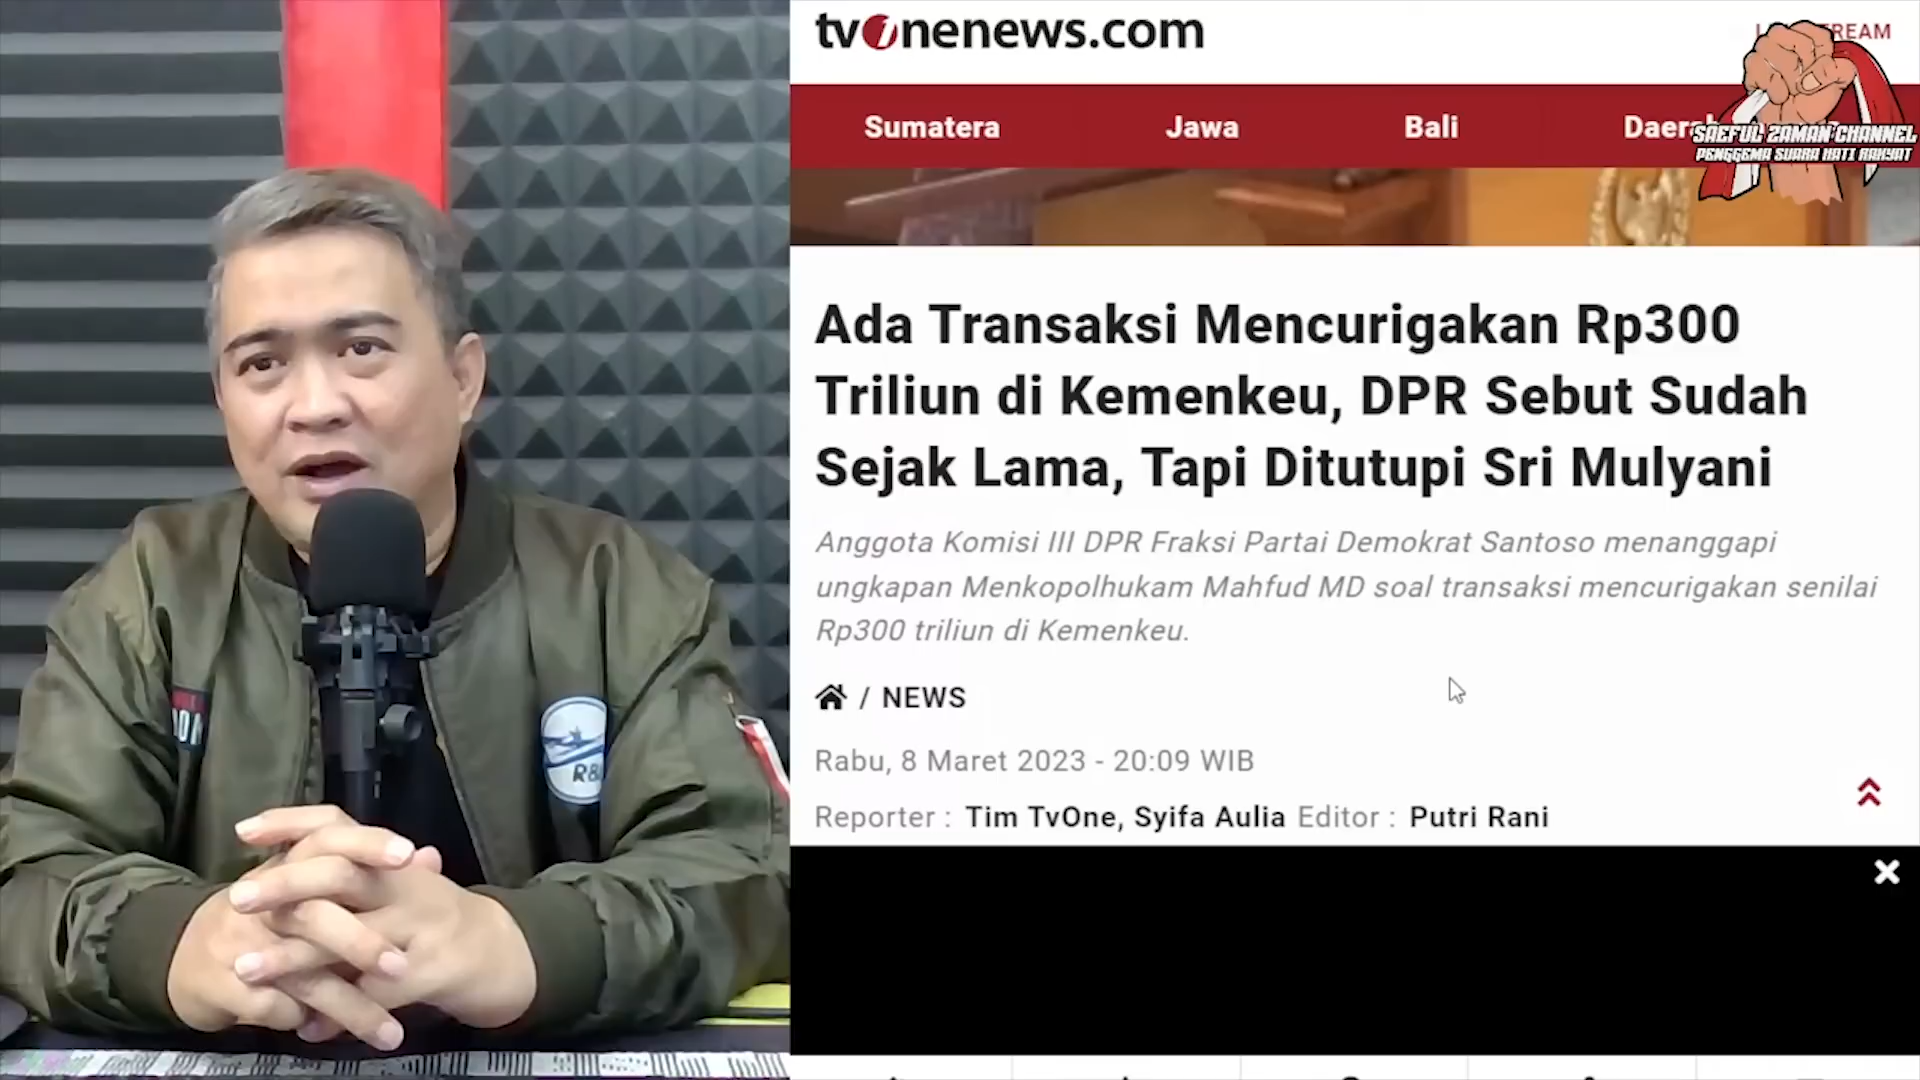 tvOnenews.com
Sumatera Jawa Bali
SAEFUL ZAMAN CHANNEL
PENGGEMA SUARA HATI RAKYAT
Ada Transaksi Mencurigakan Rp300
Triliun di Kemenkeu, DPR Sebut Sudah
Sejak Lama, Tapi Ditutupi Sri Mulyani
Anggota Komisi III DPR Fraksi Partai Demokrat Santoso menanggapi
ungkapan Menkopolhukam Mahfud MD soal transaksi mencurigakan senilai
Rp300 triliun di Kemenkeu.
/ NEWS
Rabu, 8 Maret 2023 - 20:09 WIB
Reporter : Tim TvOne, Syifa Aulia Editor : Putri Rani